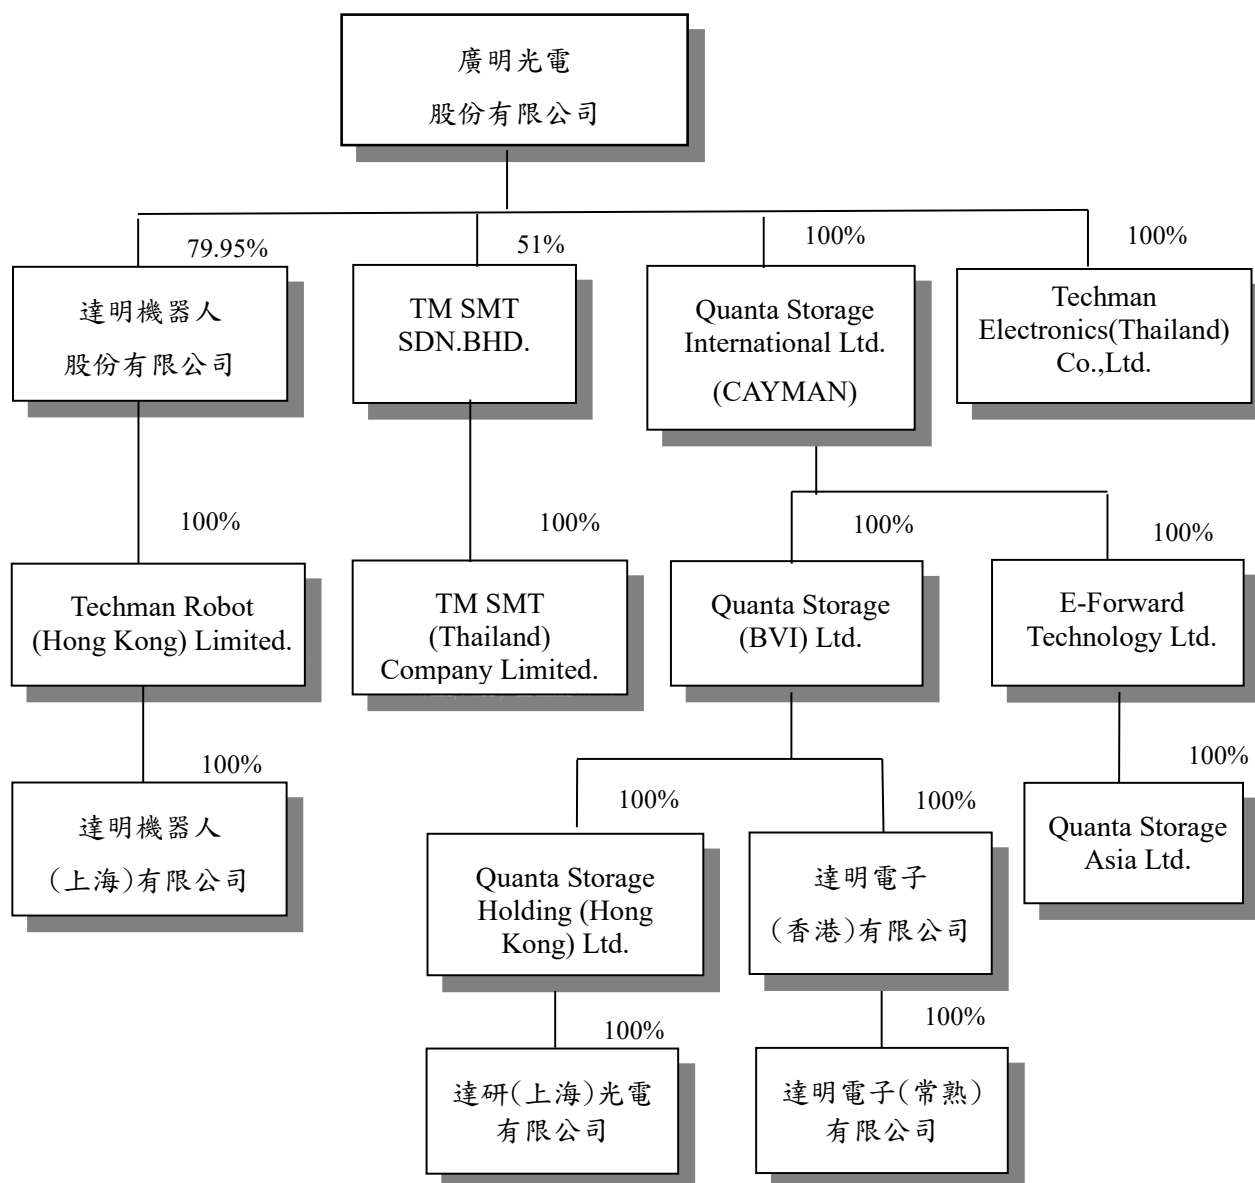 廣明光電
股份有限公司
79.95%
51%
100%
100%
達明機器人
股份有限公司
TM SMT
SDN.BHD.
Quanta Storage
International Ltd.
(CAYMAN)
Techman
Electronics(Thailand)
Co.,Ltd.
100%
100%
100%
100%
Techman Robot
(Hong Kong) Limited.
TM SMT
(Thailand)
Company Limited.
Quanta Storage
(BVI) Ltd.
E-Forward
Technology Ltd.
100%
100%
100%
100%
達明機器人
(上海)有限公司
Quanta Storage
Holding (Hong
Kong) Ltd.
達明電子
(香港)有限公司
Quanta Storage
Asia Ltd.
100%
100%
達研(上海)光電
有限公司
達明電子(常熟)
有限公司